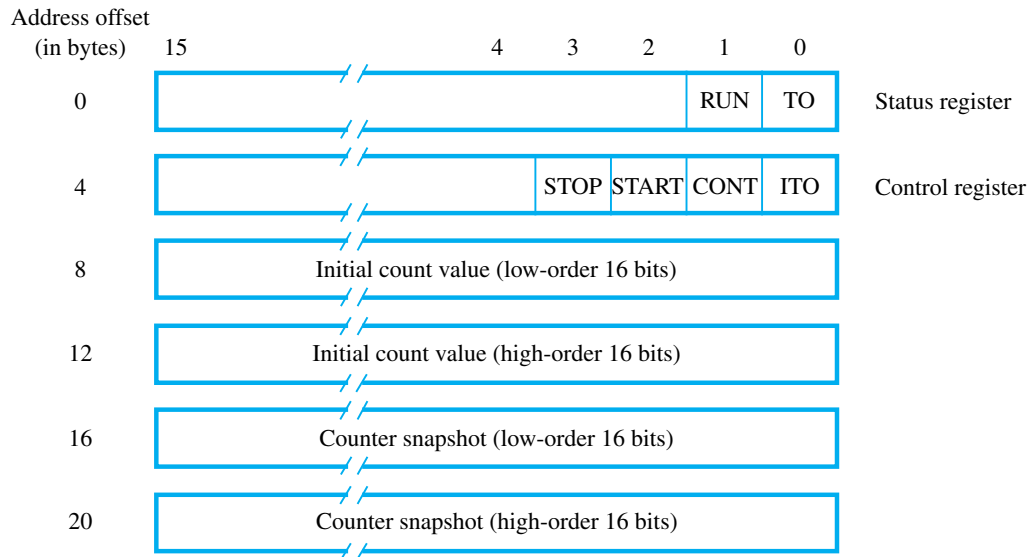 Address offset
(in bytes) 15 4 3 2 1 0
0 RUN TO Status register
4 STOP START CONT ITO Control register
8 Initial count value (low-order 16 bits)
12 Initial count value (high-order 16 bits)
16 Counter snapshot (low-order 16 bits)
20 Counter snapshot (high-order 16 bits)